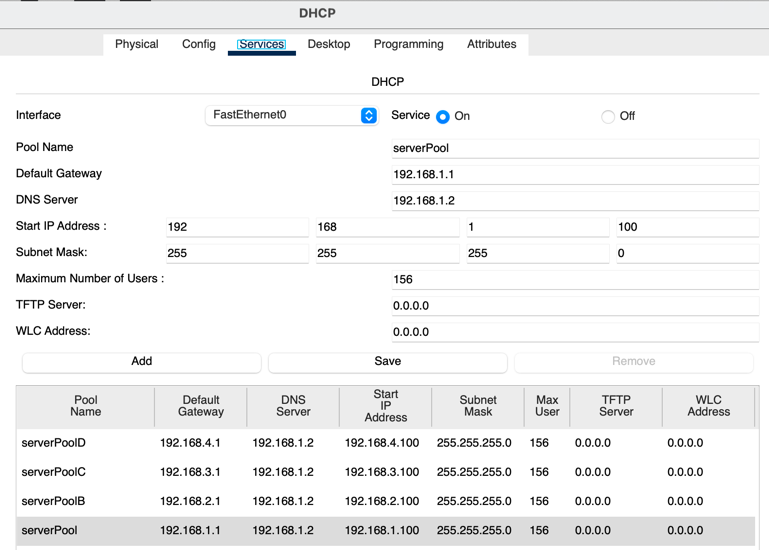 DHCP
Physical Config Services Desktop Programming Attributes
DHCP
Interface FastEthernet0 Service On Off
Pool Name serverPool
Default Gateway 192.168.1.1
DNS Server 192.168.1.2
Start IP Address : 192 168 1 100
Subnet Mask: 255 255 255 0
Maximum Number of Users : 156
TFTP Server: 0.0.0.0
WLC Address: 0.0.0.0
Add Save Remove
Pool Name Default Gateway DNS Server Start IP Address Subnet Mask Max User TFTP Server WLC Address
serverPoolD 192.168.4.1 192.168.1.2 192.168.4.100 255.255.255.0 156 0.0.0.0 0.0.0.0
serverPoolC 192.168.3.1 192.168.1.2 192.168.3.100 255.255.255.0 156 0.0.0.0 0.0.0.0
serverPoolB 192.168.2.1 192.168.1.2 192.168.2.100 255.255.255.0 156 0.0.0.0 0.0.0.0
serverPool 192.168.1.1 192.168.1.2 192.168.1.100 255.255.255.0 156 0.0.0.0 0.0.0.0